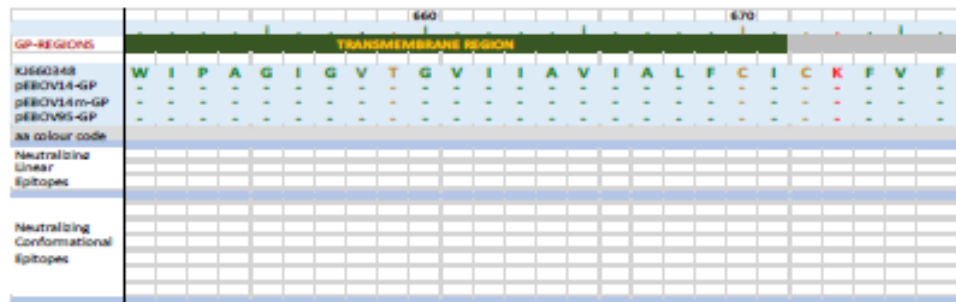 660 670
GP-REGIONS TRANSMEMBRANE REGION
KJ660348 W I P A G I G V T G V I I A V I A L F C I C K F V F
pEBOV14-GP - - - - - - - - - - - - - - - - - - - - - - - - - -
pEBOV14m-GP - - - - - - - - - - - - - - - - - - - - - - - - - -
pEBOV95-GP - - - - - - - - - - - - - - - - - - - - - - - - - -
aa colour code
Neutralizing
Linear
Epitopes
Neutralizing
Conformational
Epitopes